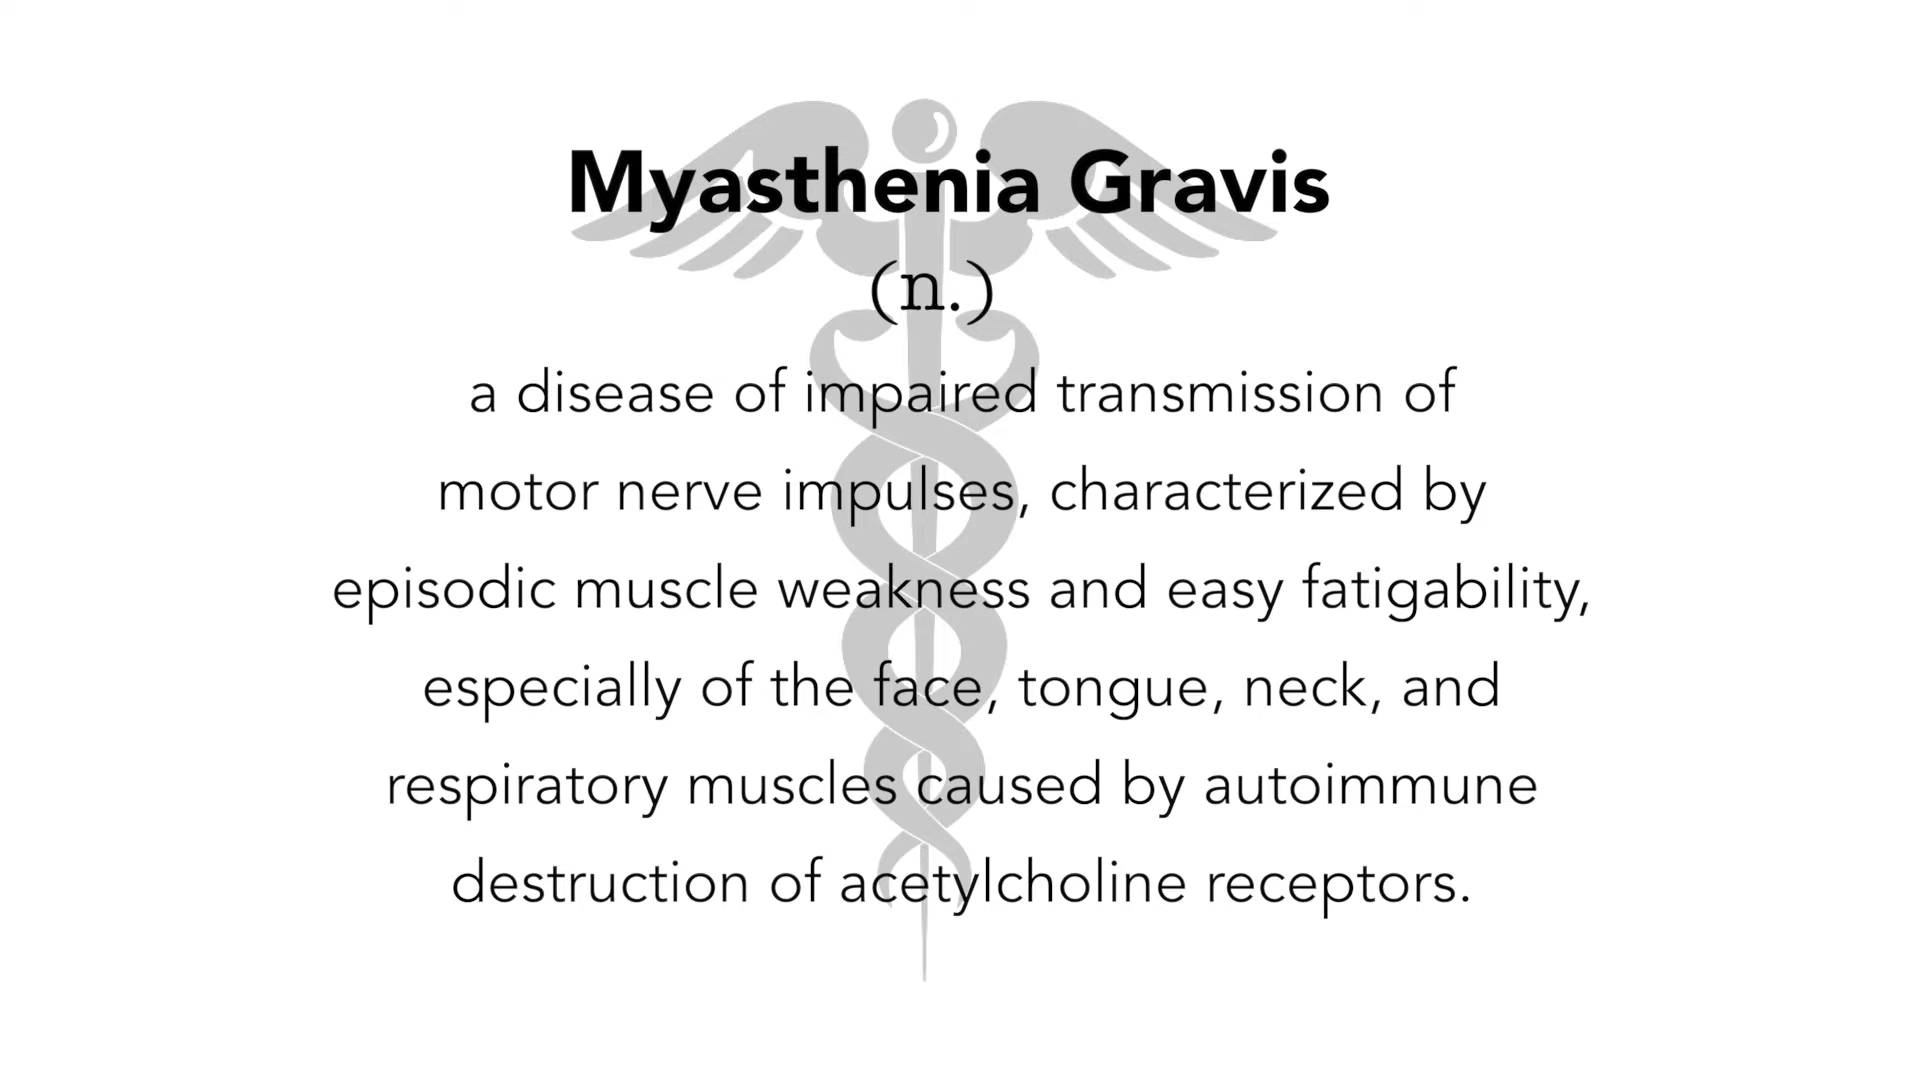 Myasthenia Gravis
(n.)
a disease of impaired transmission of
motor nerve impulses, characterized by
episodic muscle weakness and easy fatigability,
especially of the face, tongue, neck, and
respiratory muscles caused by autoimmune
destruction of acetylcholine receptors.